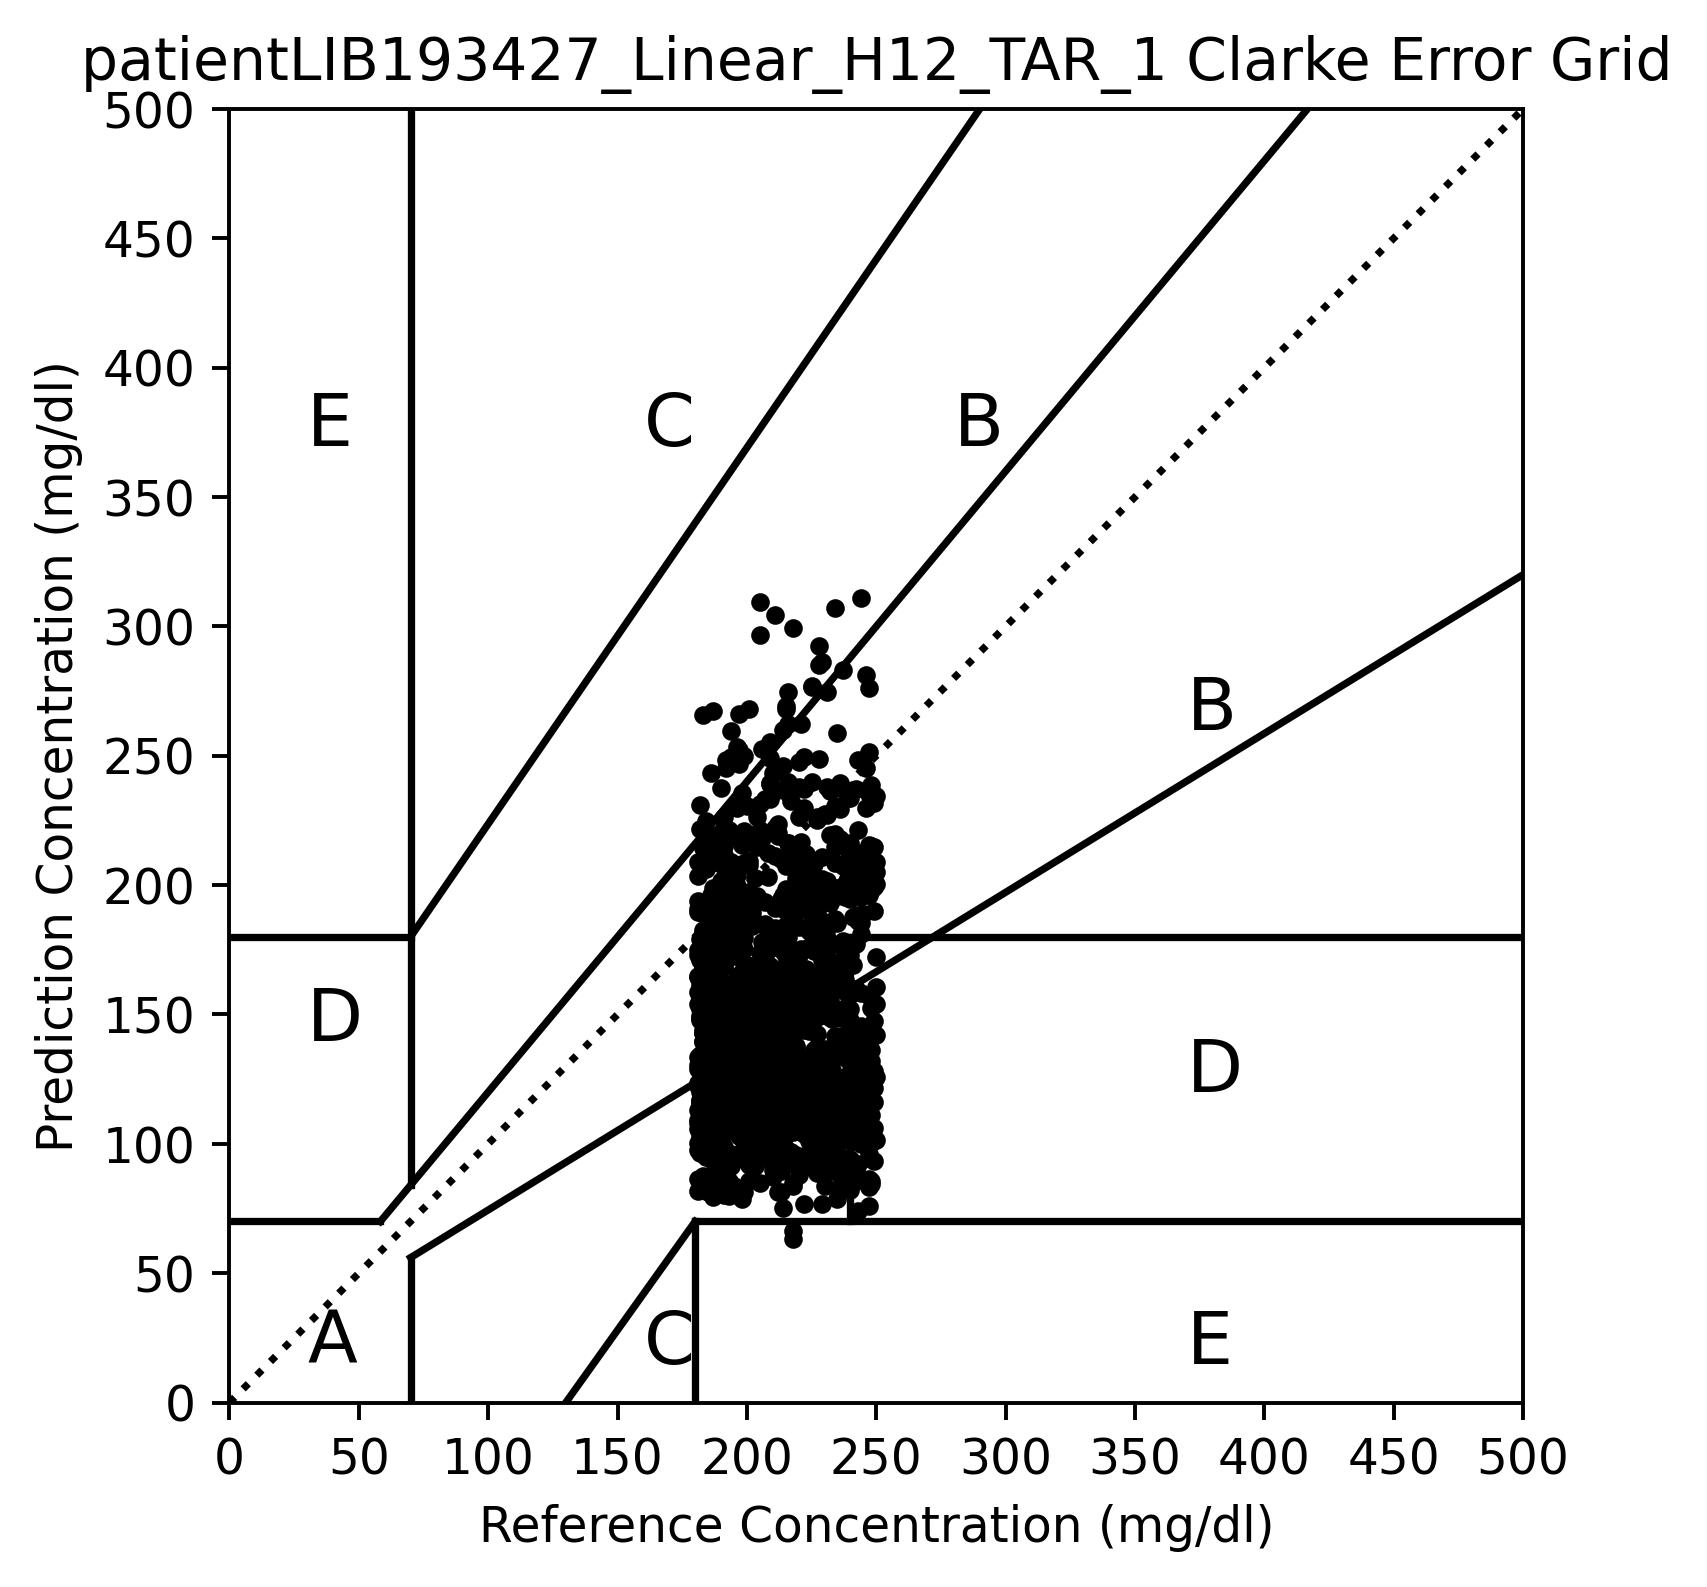 patientLIB193427_Linear_H12_TAR_1 Clarke Error Grid
500
450
400
350
300
250
200
150
100
50
0
Prediction Concentration (mg/dl)
E
C
B
B
D
D
A
C
E
0 50 100 150 200 250 300 350 400 450 500
Reference Concentration (mg/dl)